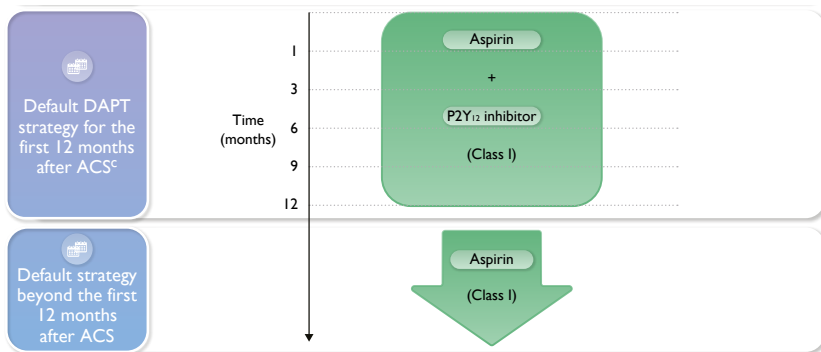 Default DAPT
strategy for the
first 12 months
after ACSᶜ
Time
(months)
1
3
6
9
12
Aspirin
+
P2Y₁₂ inhibitor
(Class I)
Default strategy
beyond the first
12 months
after ACS
Aspirin
(Class I)